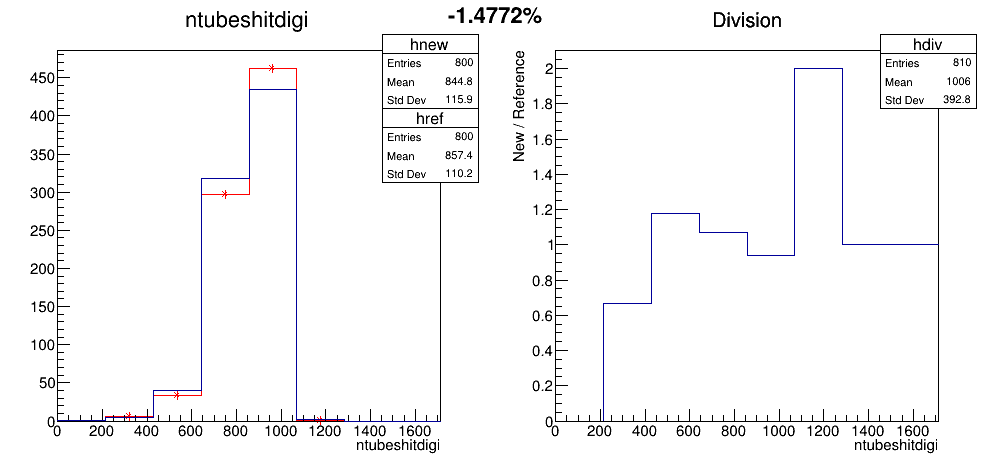 -1.4772%
ntubeshitdigi
hnew
Entries 800
Mean 844.8
Std Dev 115.9
href
Entries 800
Mean 857.4
Std Dev 110.2
450
400
350
300
250
200
150
100
50
0
0 200 400 600 800 1000 1200 1400 1600
ntubeshitdigi
Division
hdiv
Entries 810
Mean 1006
Std Dev 392.8
New / Reference
2
1.8
1.6
1.4
1.2
1
0.8
0.6
0.4
0.2
0
0 200 400 600 800 1000 1200 1400 1600
ntubeshitdigi